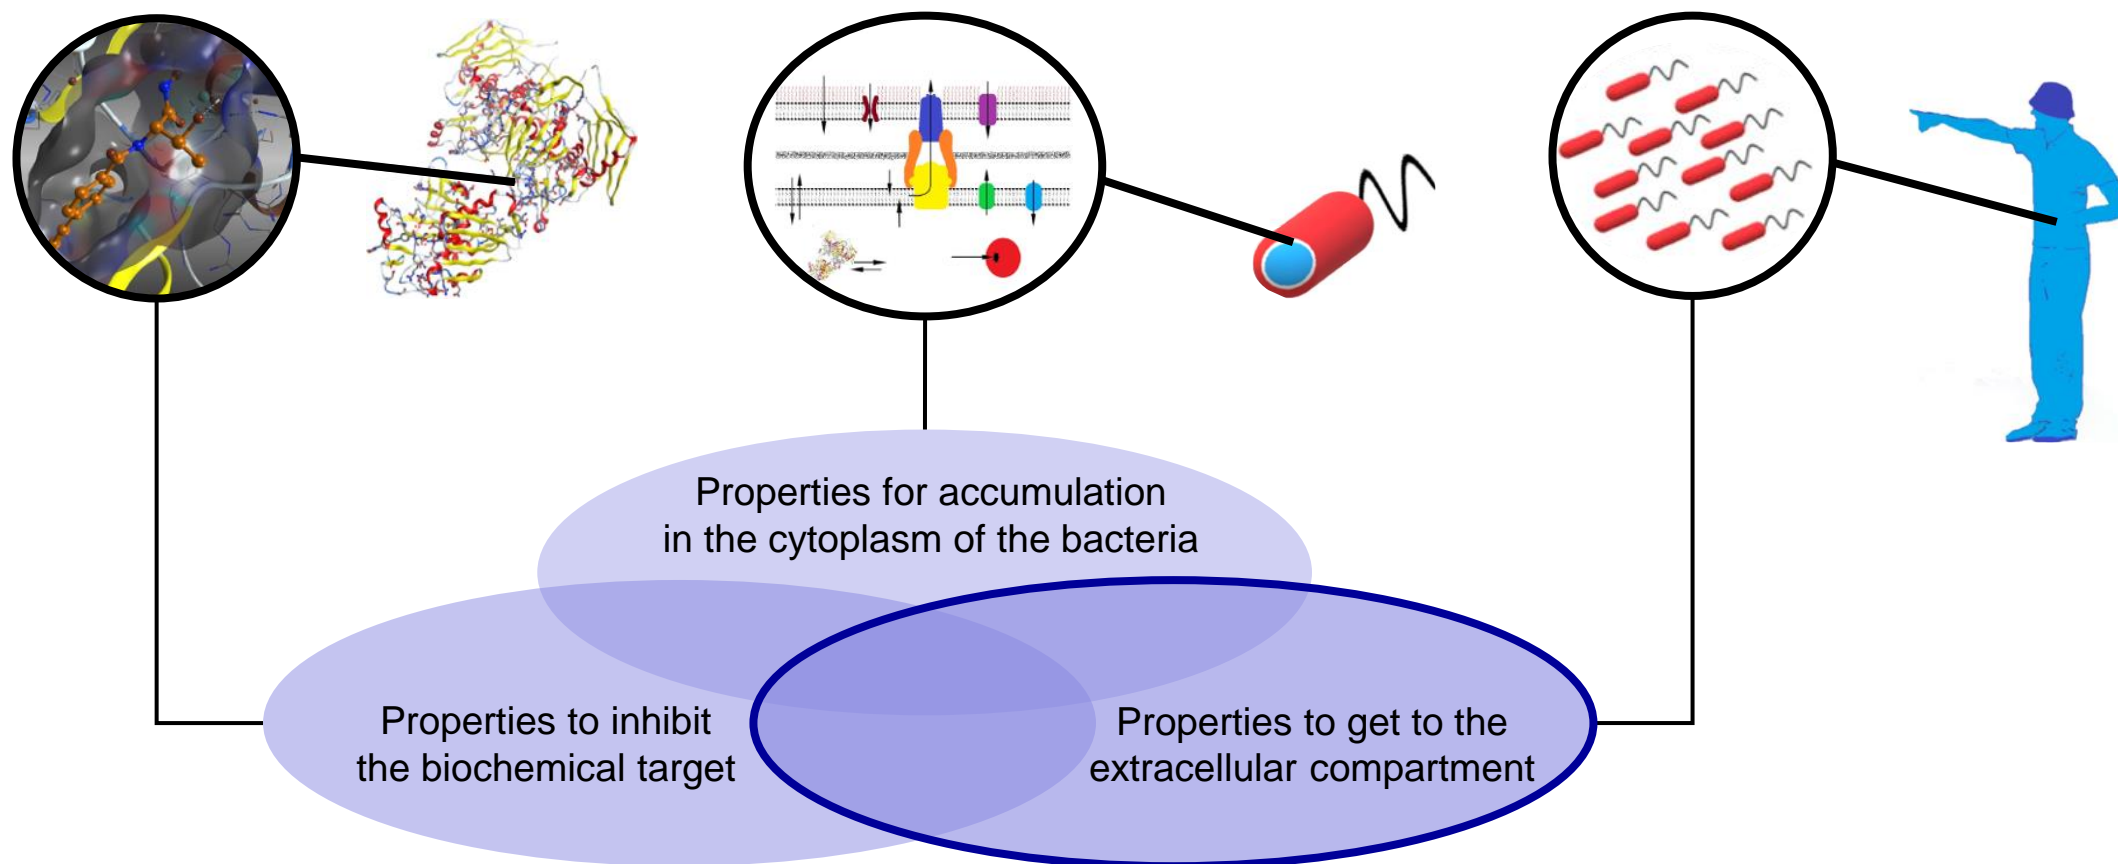 Properties for accumulation
in the cytoplasm of the bacteria
Properties to inhibit
the biochemical target
Properties to get to the
extracellular compartment